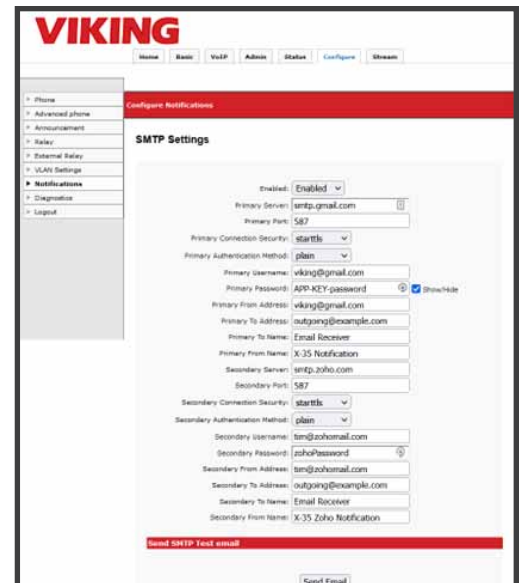 VIKING
Home Basic VoIP Admin Status Configure Stream
Phone
Advanced phone
Announcement
Relay
External Relay
VLAN Settings
Notifications
Diagnostics
Logout
Configure Notifications
SMTP Settings
Enabled: Enabled
Primary Server: smtp.gmail.com
Primary Port: 587
Primary Connection Security: starttls
Primary Authentication Method: plain
Primary Username: viking@gmail.com
Primary Password: APP-KEY-password Show/Hide
Primary From Address: viking@gmail.com
Primary To Address: outgoing@example.com
Primary To Name: Email Receiver
Primary From Name: X-35 Notification
Secondary Server: smtp.zoho.com
Secondary Port: 587
Secondary Connection Security: starttls
Secondary Authentication Method: plain
Secondary Username: tim@zohomail.com
Secondary Password: zohoPassword
Secondary From Address: tim@zohomail.com
Secondary To Address: outgoing@example.com
Secondary To Name: Email Receiver
Secondary From Name: X-35 Zoho Notification
Send SMTP Test email
Send Email